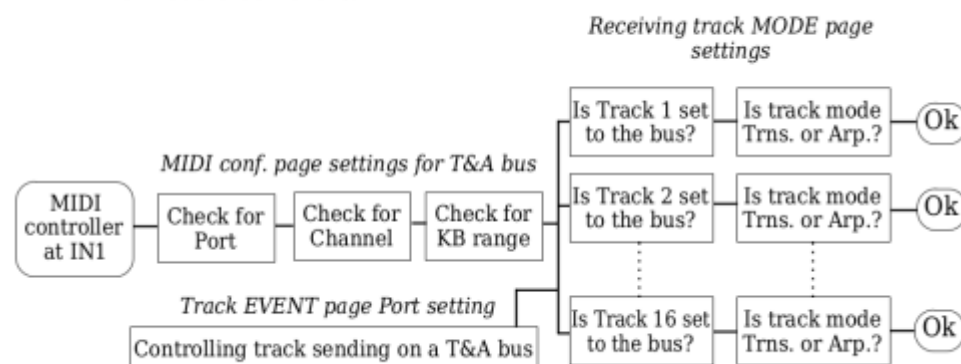 Receiving track MODE page
settings
Is Track 1 set
to the bus?
Is track mode
Trns. or Arp.?
Ok
MIDI conf. page settings for T&A bus
MIDI
controller
at IN1
Check for
Port
Check for
Channel
Check for
KB range
Is Track 2 set
to the bus?
Is track mode
Trns. or Arp.?
Ok
Track EVENT page Port setting
Controlling track sending on a T&A bus
Is Track 16 set
to the bus?
Is track mode
Trns. or Arp.?
Ok